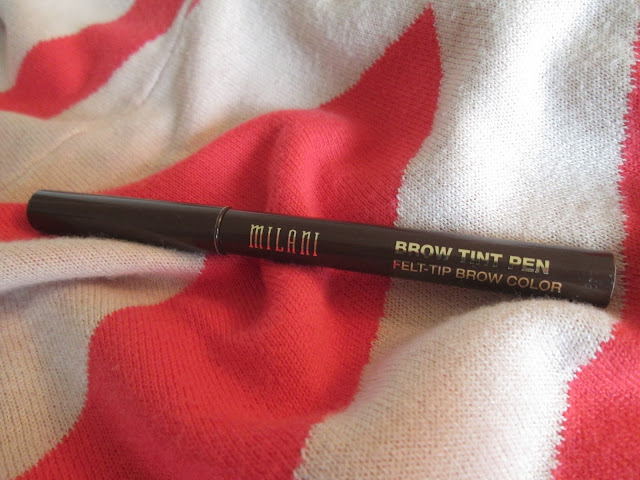 MILANI
BROW TINT PEN
FELT-TIP BROW COLOR